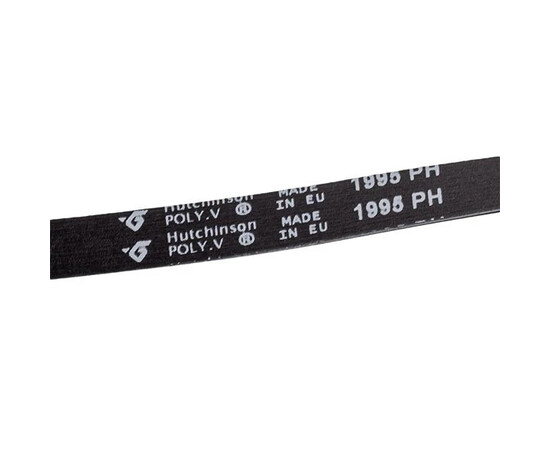 Hutchinson
POLY.V ®
MADE
IN EU
1995 PH
Hutchinson
POLY.V ®
MADE
IN EU
1995 PH